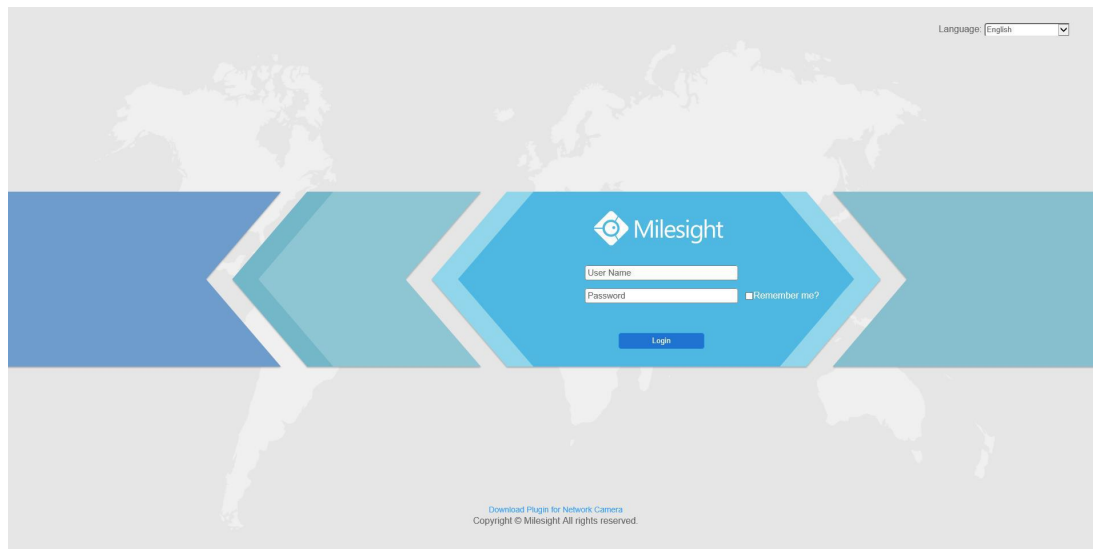 Language: English
Milesight
User Name
Password
Remember me?
Login
Download Plugin for Network Camera
Copyright © Milesight All rights reserved.